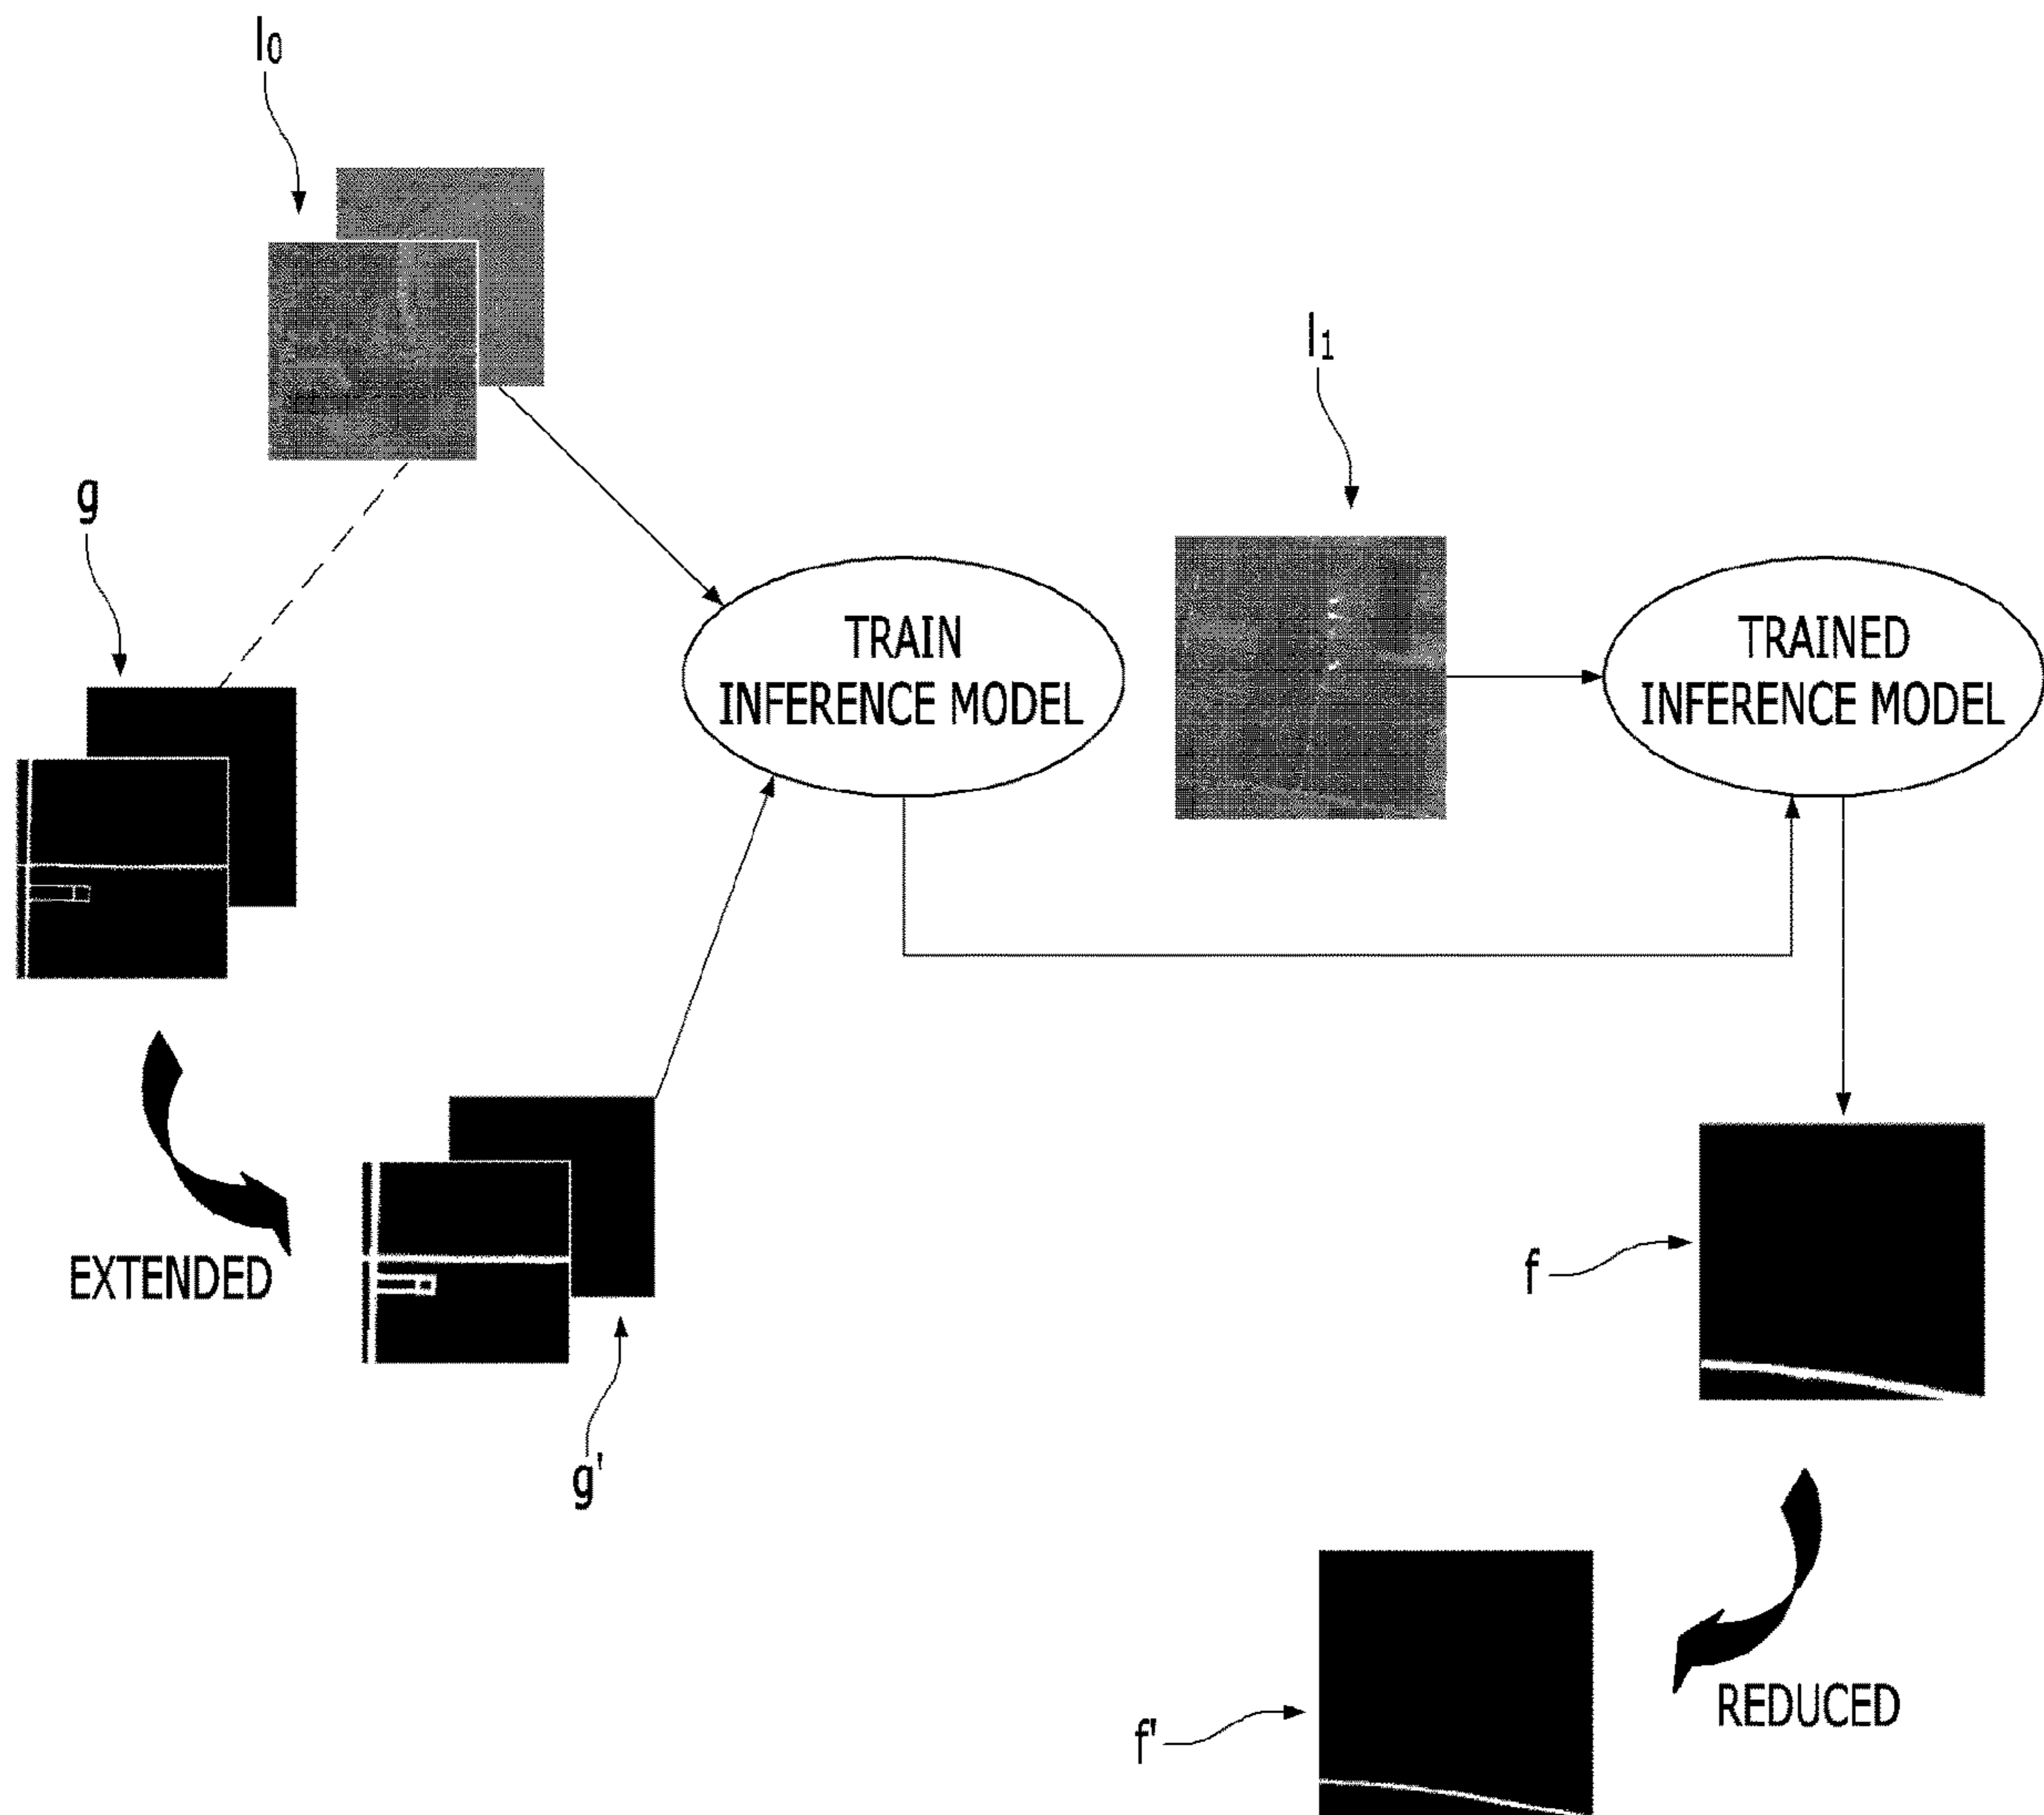 I0
I1
g
TRAIN
INFERENCE MODEL
TRAINED
INFERENCE MODEL
EXTENDED
f
g'
REDUCED
f'